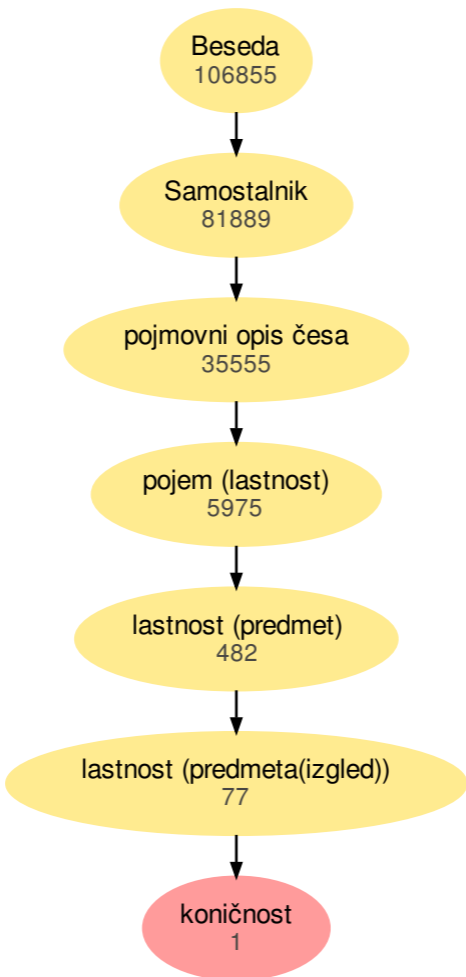 Beseda
106855
Samostalnik
81889
pojmovni opis česa
35555
pojem (lastnost)
5975
lastnost (predmet)
482
lastnost (predmeta(izgled))
77
koničnost
1